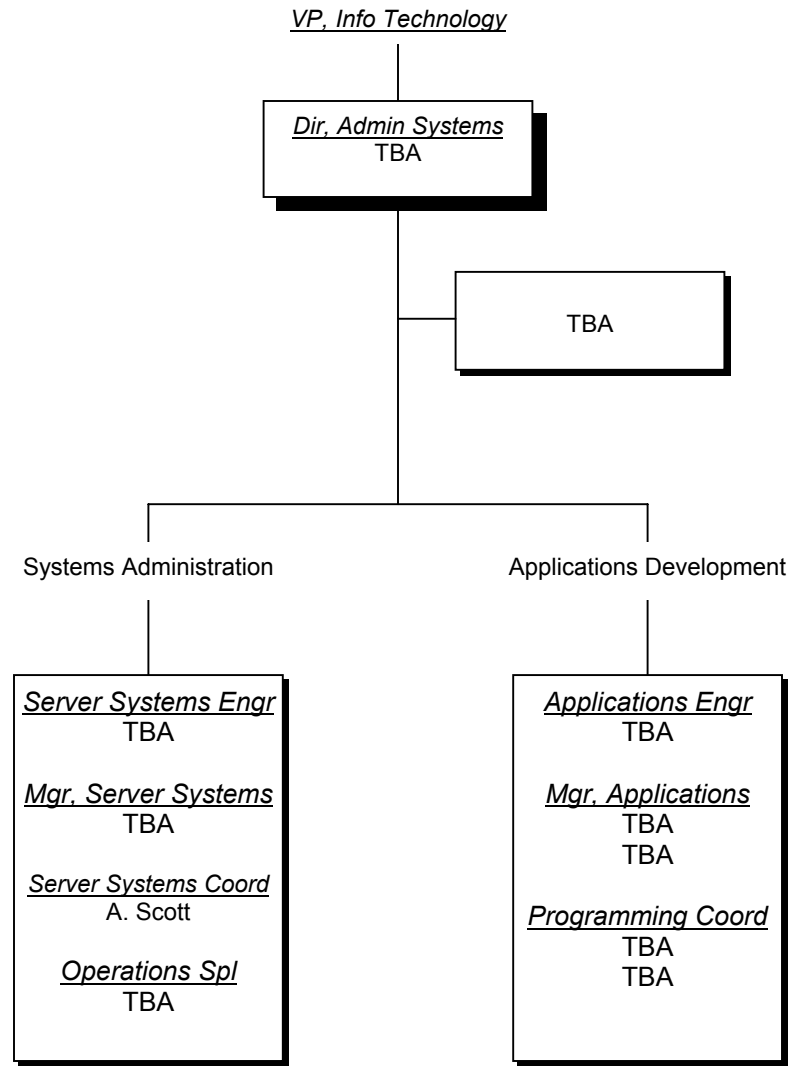 VP, Info Technology
Dir, Admin Systems
TBA
TBA
Systems Administration
Applications Development
Server Systems Engr
TBA
Mgr, Server Systems
TBA
Server Systems Coord
A. Scott
Operations Spl
TBA
Applications Engr
TBA
Mgr, Applications
TBA
TBA
Programming Coord
TBA
TBA